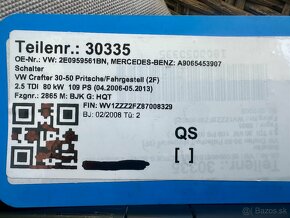 Teilenr.: 30335
OE-Nr.: VW: 2E0959561BN, MERCEDES-BENZ: A9065453907
Schalter
VW Crafter 30-50 Pritsche/Fahrgestell (2F)
2.5 TDI 80 kW 109 PS (04.2006-05.2013)
Fzgnr.: 2865 M: BJK G: HQT
FIN: WV1ZZZ2FZ87008329
BJ: 02/2008 Tü: 2
QS
[ ]